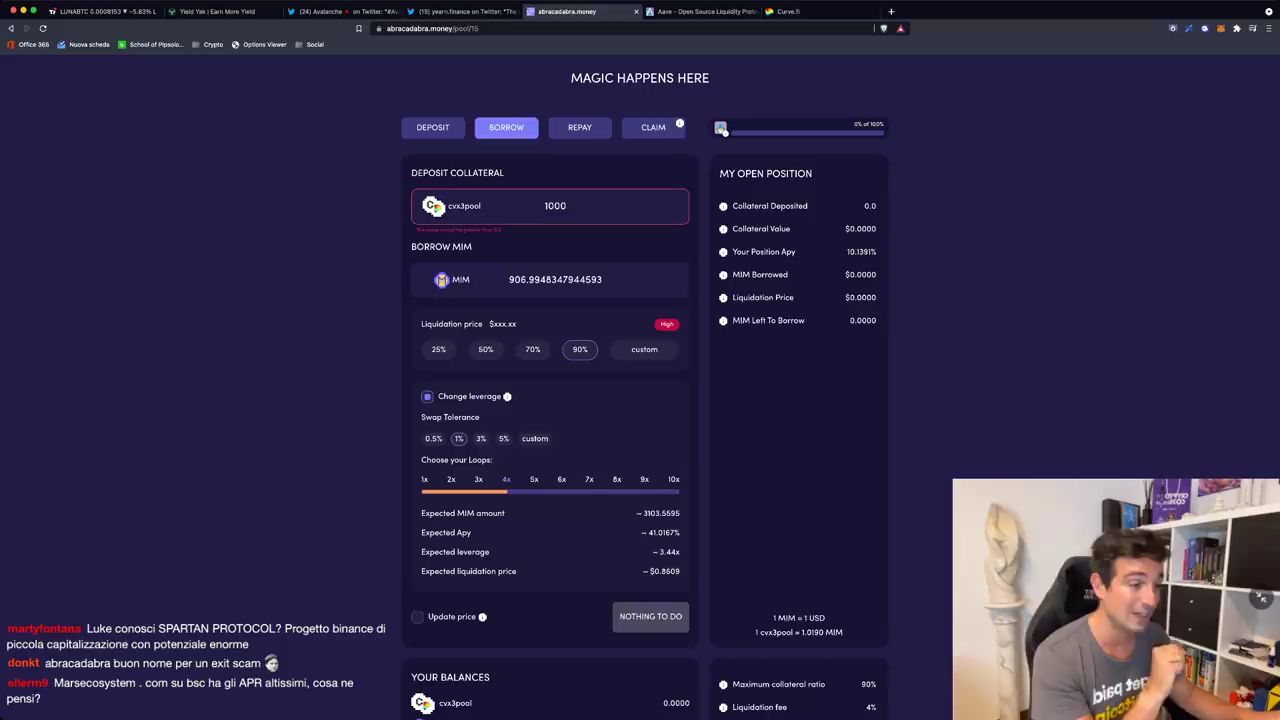 LUNABTC 0.0008153 ▼ −5.83% L
Yield Yak | Earn More Yield
(24) Avalanche 🔺 on Twitter: "#Av
(19) yearn.finance on Twitter: "The
abracadabra.money
Aave - Open Source Liquidity Proto
Curve.fi
abracadabra.money/pool/15
Office 365
Nuova scheda
School of Pipsolo...
Crypto
Options Viewer
Social
MAGIC HAPPENS HERE
DEPOSIT
BORROW
REPAY
CLAIM
0% of 100%
DEPOSIT COLLATERAL
cvx3pool
1000
BORROW MIM
MIM
906.9948347944593
Liquidation price $xxx.xx
High
25%
50%
70%
90%
custom
Change leverage
Swap Tolerance
0.5%
1%
3%
5%
custom
Choose your Loops:
1x
2x
3x
4x
5x
6x
7x
8x
9x
10x
Expected MIM amount
~ 3103.5595
Expected Apy
~ 41.0167%
Expected leverage
~ 3.44x
Expected liquidation price
~ $0.8609
Update price
NOTHING TO DO
YOUR BALANCES
cvx3pool
0.0000
MY OPEN POSITION
Collateral Deposited
0.0
Collateral Value
$0.0000
Your Position Apy
10.1391%
MIM Borrowed
$0.0000
Liquidation Price
$0.0000
MIM Left To Borrow
0.0000
1 MIM = 1 USD
1 cvx3pool = 1.0190 MIM
Maximum collateral ratio
90%
Liquidation fee
4%
martyfontana Luke conosci SPARTAN PROTOCOL? Progetto binance di
piccola capitalizzazione con potenziale enorme
donkt abracadabra buon nome per un exit scam
ellerm9 Marsecosystem . com su bsc ha gli APR altissimi, cosa ne
pensi?
get paid